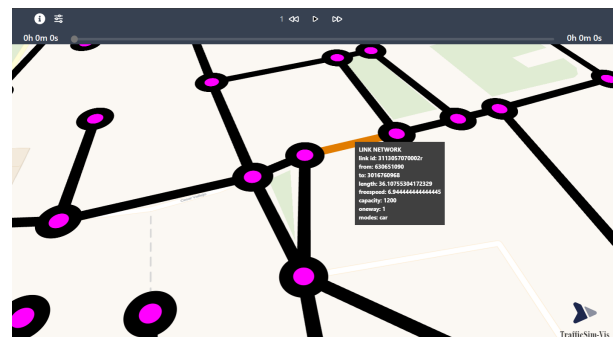 1
0h 0m 0s
0h 0m 0s
LINK NETWORK
link id: 3113057070002r
from: 630651090
to: 3016760968
length: 36.10755304172329
freespeed: 6.944444444444445
capacity: 1200
oneway: 1
modes: car
TrafficSim-Vis